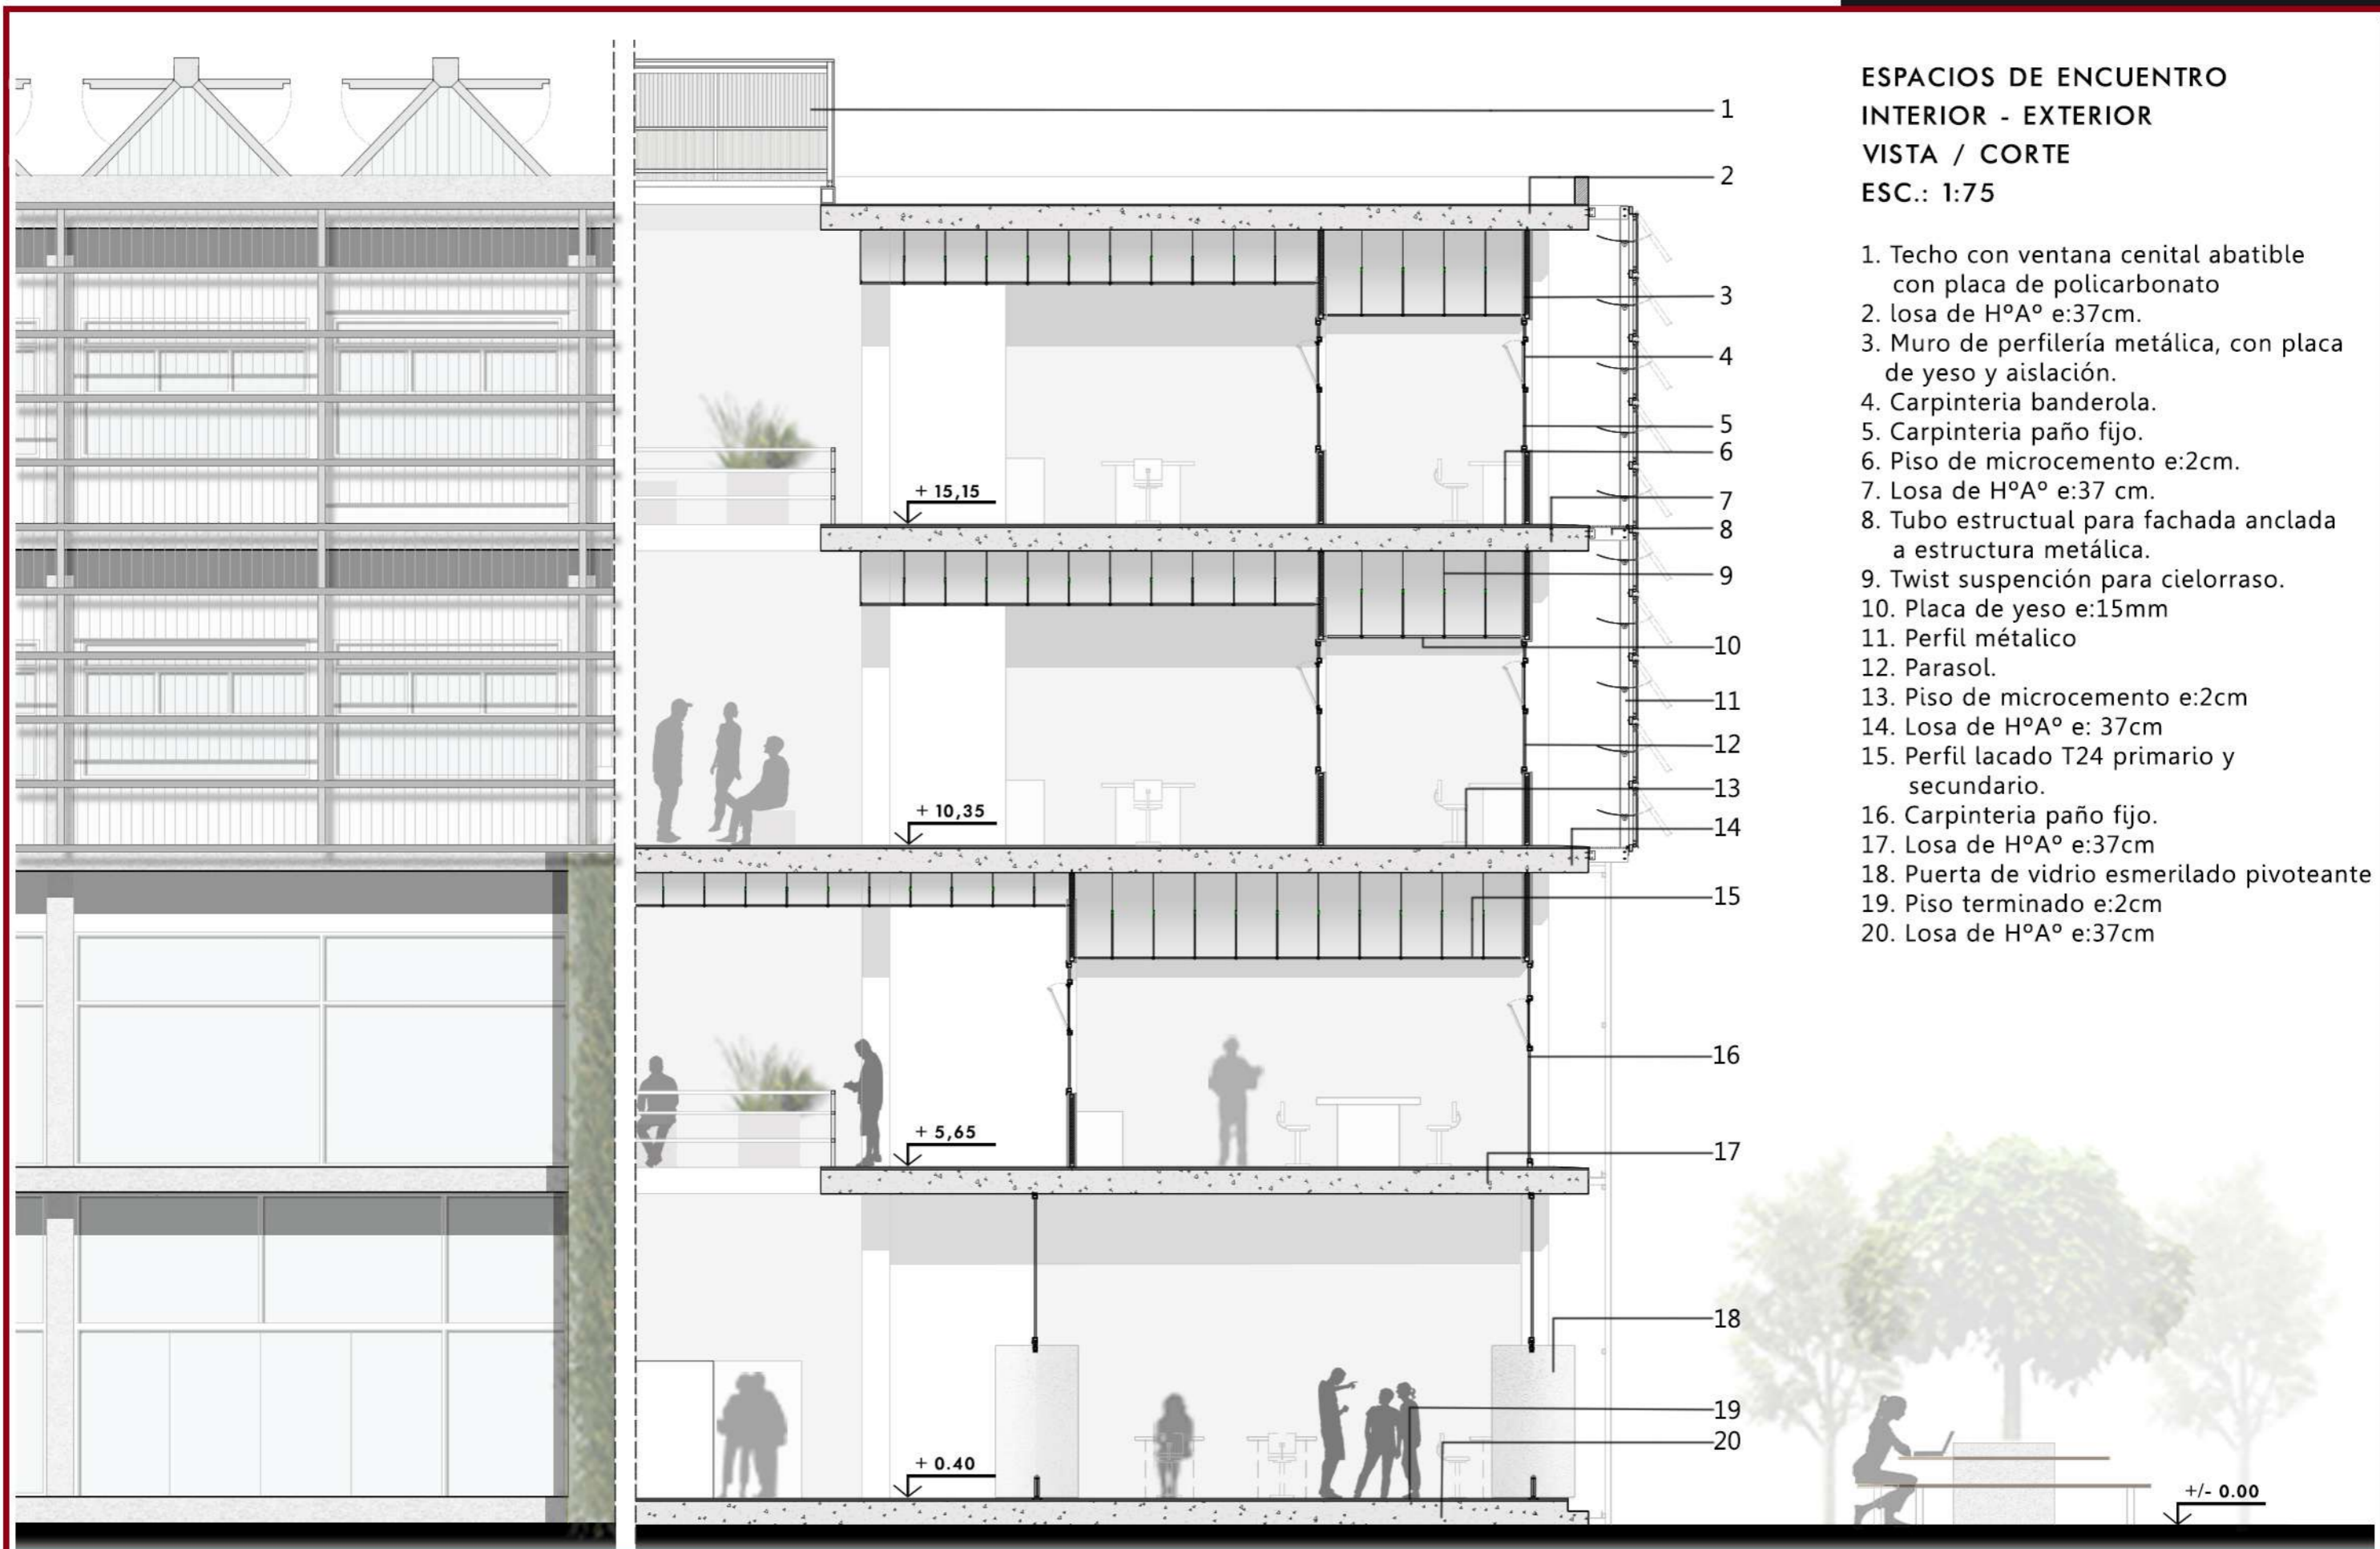 ESPACIOS DE ENCUENTRO
INTERIOR - EXTERIOR
VISTA / CORTE
ESC.: 1:75
1. Techo con ventana cenital abatible
con placa de policarbonato
2. losa de HºAº e:37cm.
3. Muro de perfilería metálica, con placa
de yeso y aislación.
4. Carpinteria banderola.
5. Carpinteria paño fijo.
6. Piso de microcemento e:2cm.
7. Losa de HºAº e:37 cm.
8. Tubo estructual para fachada anclada
a estructura metálica.
9. Twist suspención para cielorraso.
10. Placa de yeso e:15mm
11. Perfil métalico
12. Parasol.
13. Piso de microcemento e:2cm
14. Losa de HºAº e: 37cm
15. Perfil lacado T24 primario y
secundario.
16. Carpinteria paño fijo.
17. Losa de HºAº e:37cm
18. Puerta de vidrio esmerilado pivoteante
19. Piso terminado e:2cm
20. Losa de HºAº e:37cm
1
2
3
4
5
6
7
8
9
10
11
12
13
14
15
16
17
18
19
20
+ 15,15
+ 10,35
+ 5,65
+ 0.40
+/- 0.00